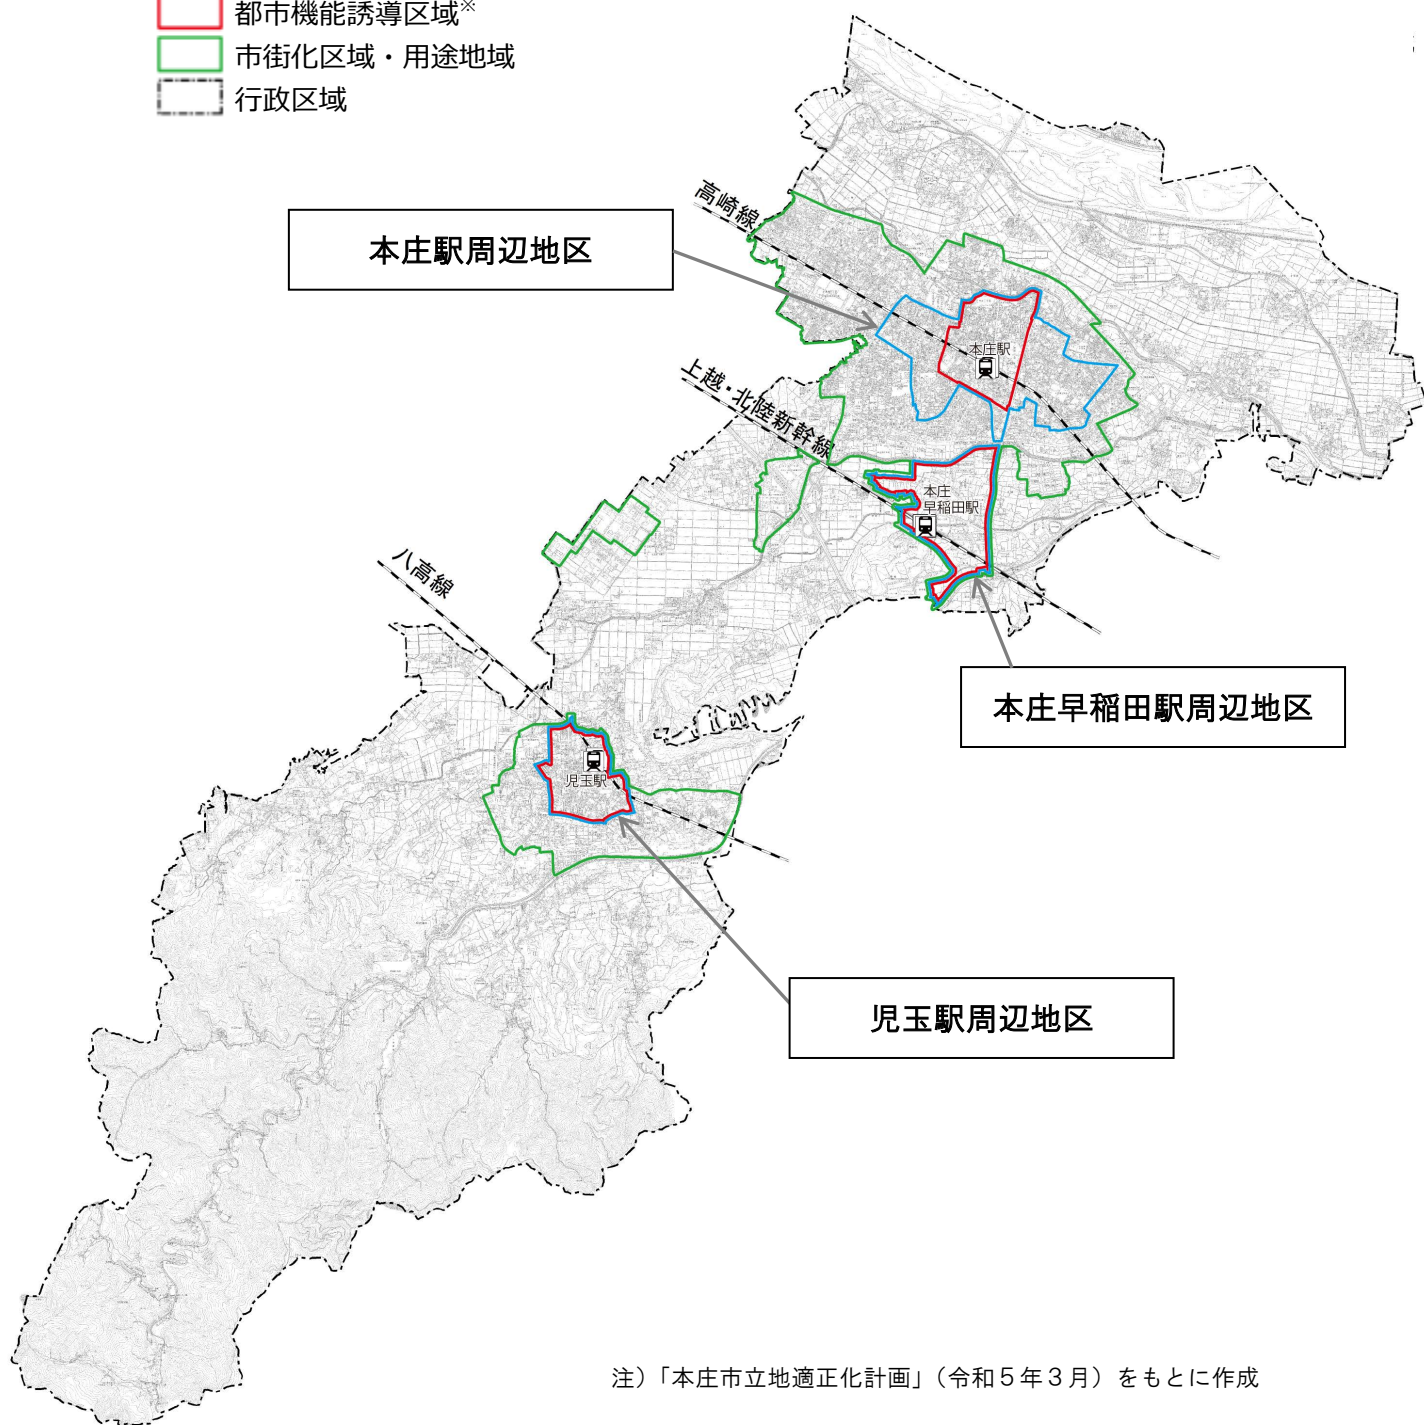 都市機能誘導区域※
市街化区域・用途地域
行政区域
高崎線
本庄駅周辺地区
本庄駅
上越・北陸新幹線
本庄
早稲田駅
八高線
本庄早稲田駅周辺地区
児玉駅
児玉駅周辺地区
注)「本庄市立地適正化計画」(令和5年3月)をもとに作成